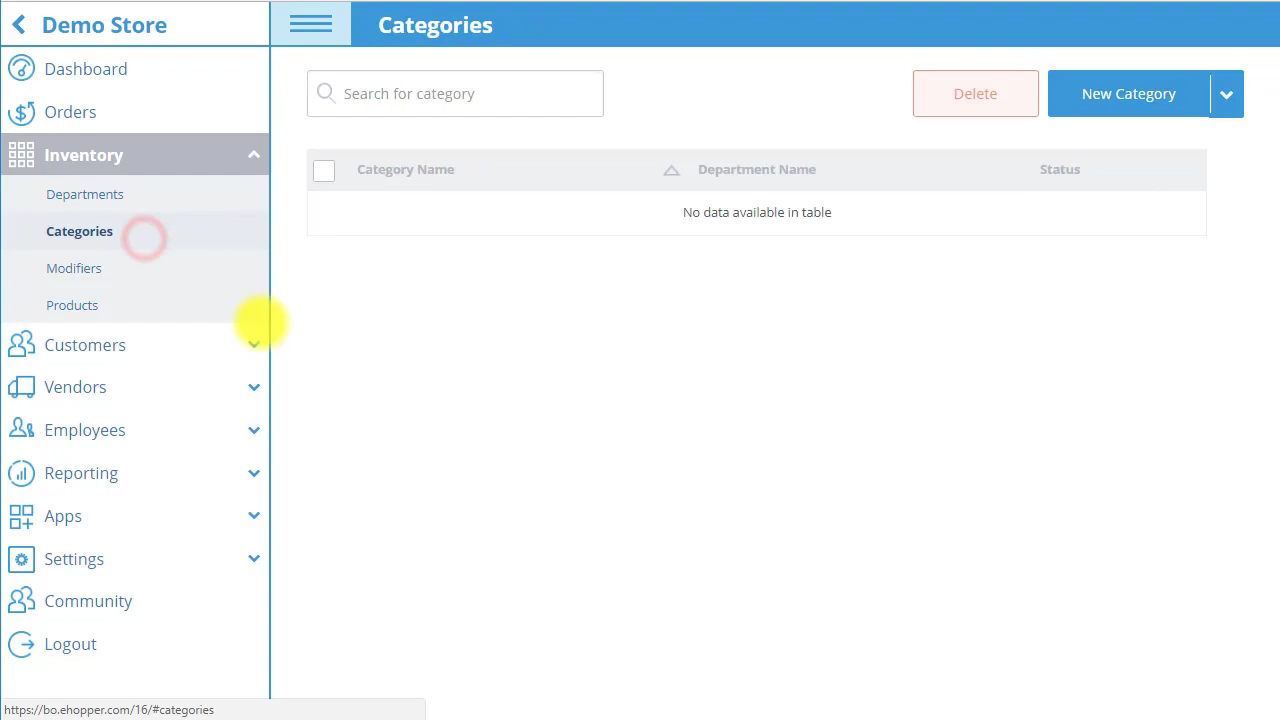 Demo Store
Categories
Dashboard
Orders
Inventory
Departments
Categories
Modifiers
Products
Customers
Vendors
Employees
Reporting
Apps
Settings
Community
Logout
Search for category
Delete
New Category
Category Name Department Name Status
No data available in table
https://bo.ehopper.com/16/#categories